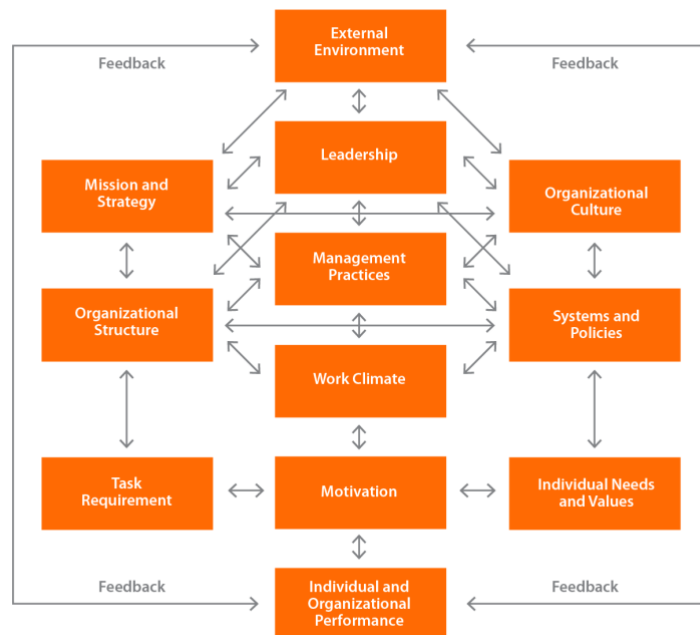 External
Environment
Feedback
Feedback
Leadership
Mission and
Strategy
Organizational
Culture
Management
Practices
Organizational
Structure
Systems and
Policies
Work Climate
Task
Requirement
Motivation
Individual Needs
and Values
Feedback
Feedback
Individual and
Organizational
Performance